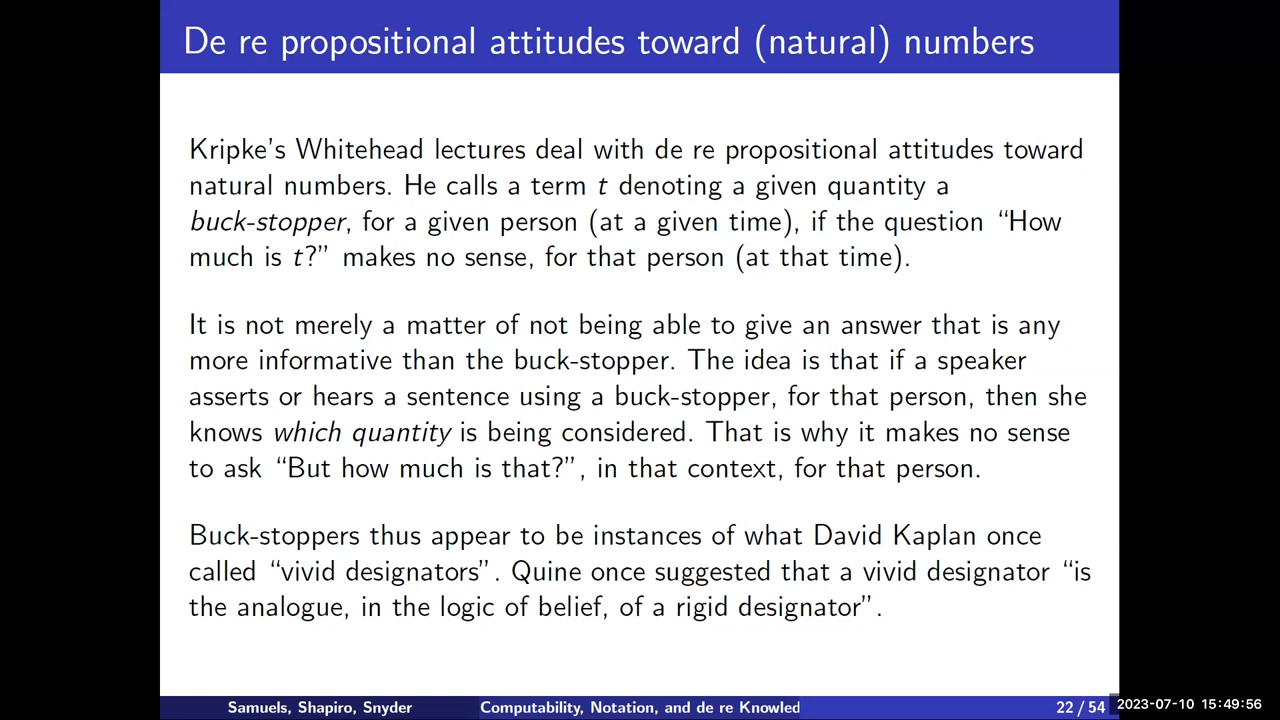 De re propositional attitudes toward (natural) numbers
Kripke's Whitehead lectures deal with de re propositional attitudes toward
natural numbers. He calls a term t denoting a given quantity a
buck-stopper, for a given person (at a given time), if the question “How
much is t?” makes no sense, for that person (at that time).
It is not merely a matter of not being able to give an answer that is any
more informative than the buck-stopper. The idea is that if a speaker
asserts or hears a sentence using a buck-stopper, for that person, then she
knows which quantity is being considered. That is why it makes no sense
to ask “But how much is that?”, in that context, for that person.
Buck-stoppers thus appear to be instances of what David Kaplan once
called “vivid designators”. Quine once suggested that a vivid designator “is
the analogue, in the logic of belief, of a rigid designator”.
Samuels, Shapiro, Snyder
Computability, Notation, and de re Knowled
22 / 54
2023-07-10 15:49:56